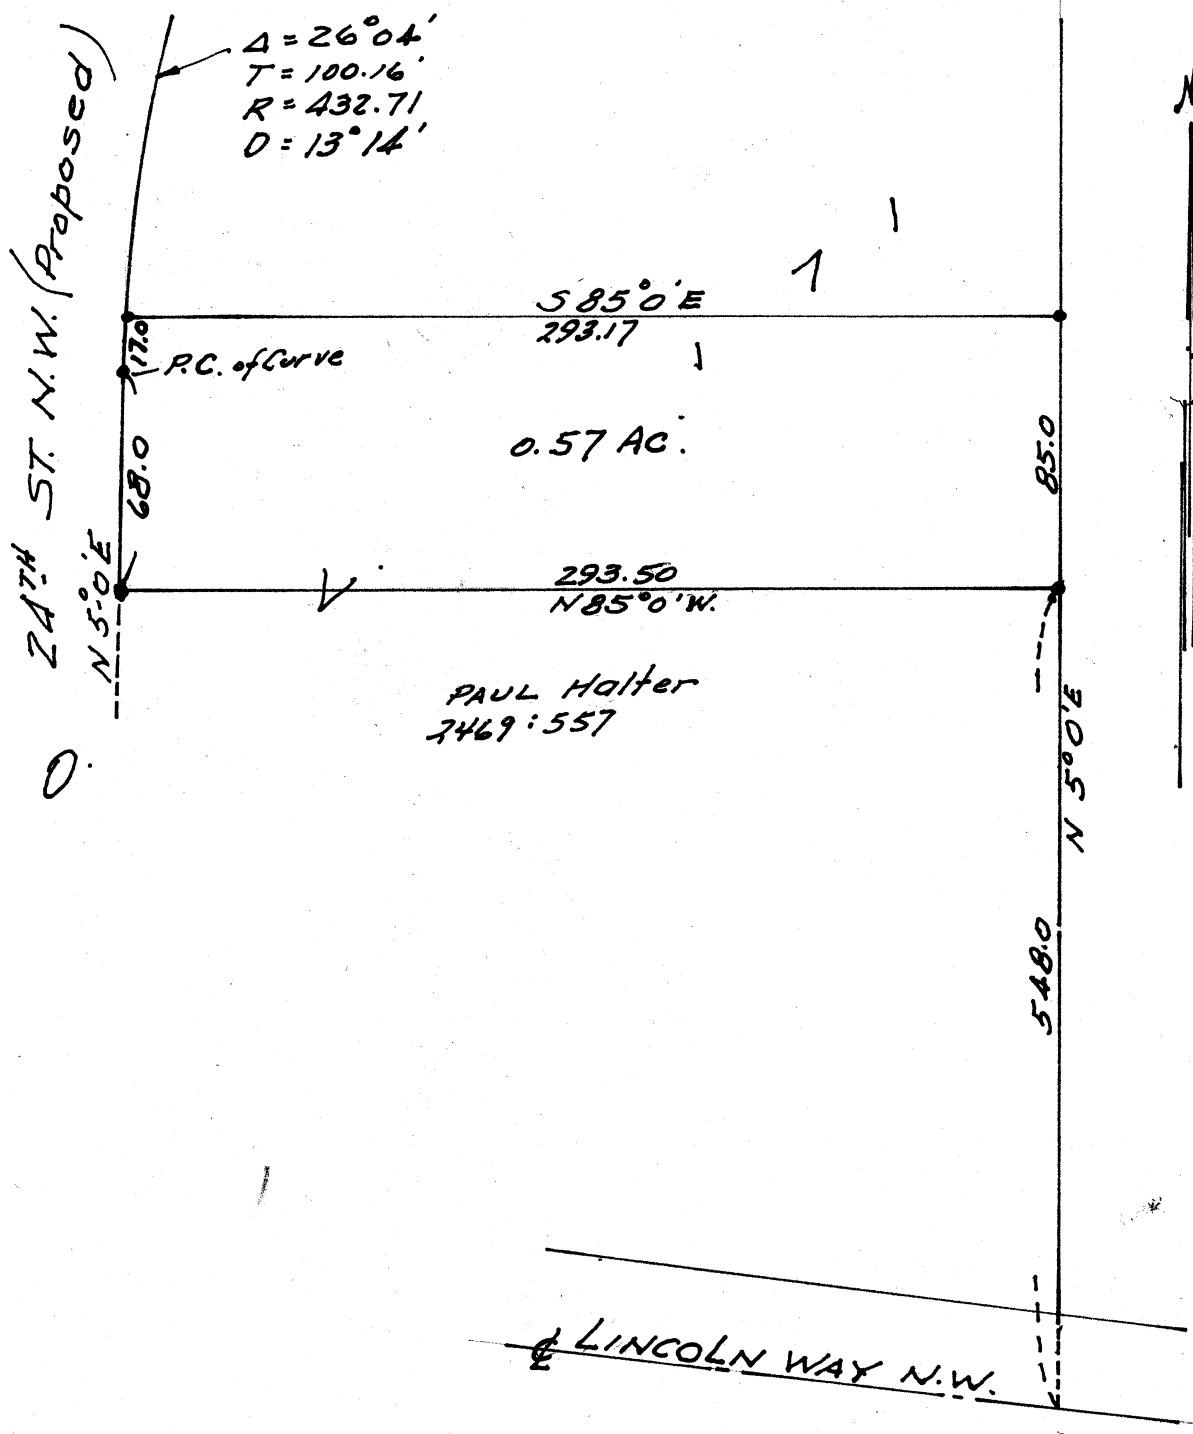 Δ = 26°04'
T = 100.16'
R = 432.71
D = 13°14'
N
24TH ST. N.W. (Proposed)
S 85°0'E
293.17
17.0
P.C. of Curve
0.57 AC.
68.0
85.0
N 5°0'E
293.50
N 85°0'W.
PAUL Halter
2469:557
N 5°0'E
O.
548.0
℄ LINCOLN WAY N.W.